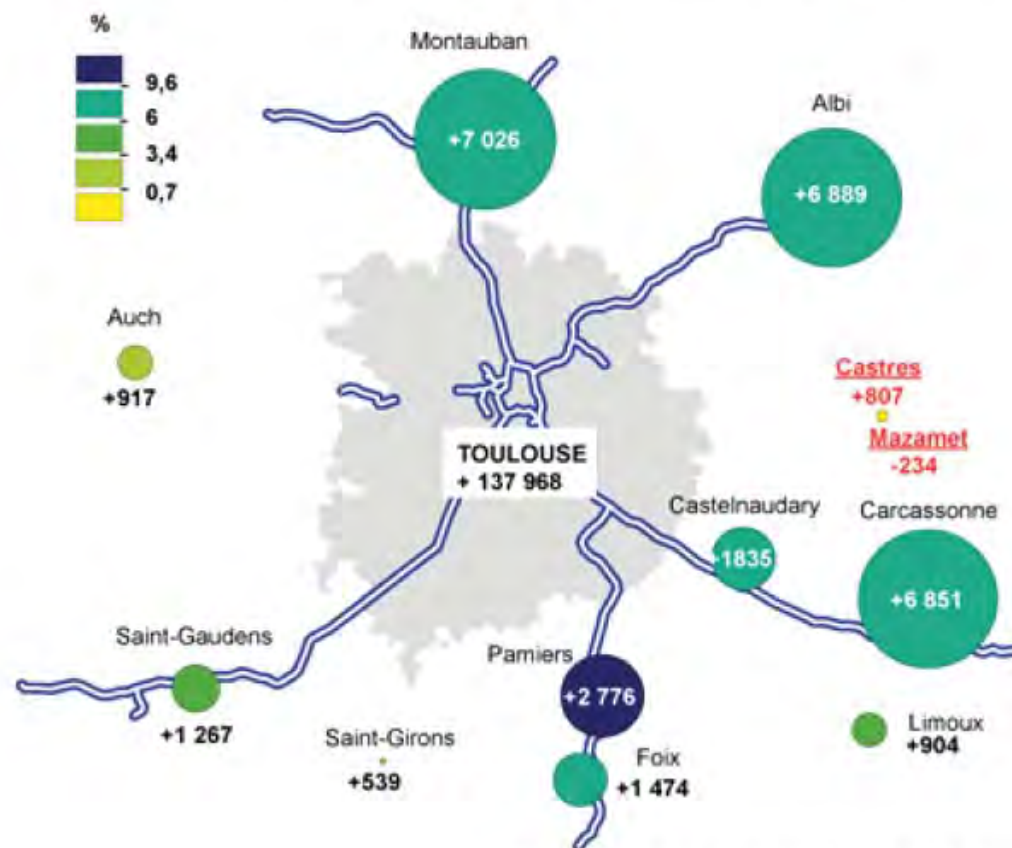 %
9,6
6
3,4
0,7
Montauban
+7 026
Albi
+6 889
Auch
+917
Castres
+807
Mazamet
-234
TOULOUSE
+ 137 968
Castelnaudary
+1835
Carcassonne
+6 851
Saint-Gaudens
+1 267
Pamiers
+2 776
Saint-Girons
+539
Foix
+1 474
Limoux
+904